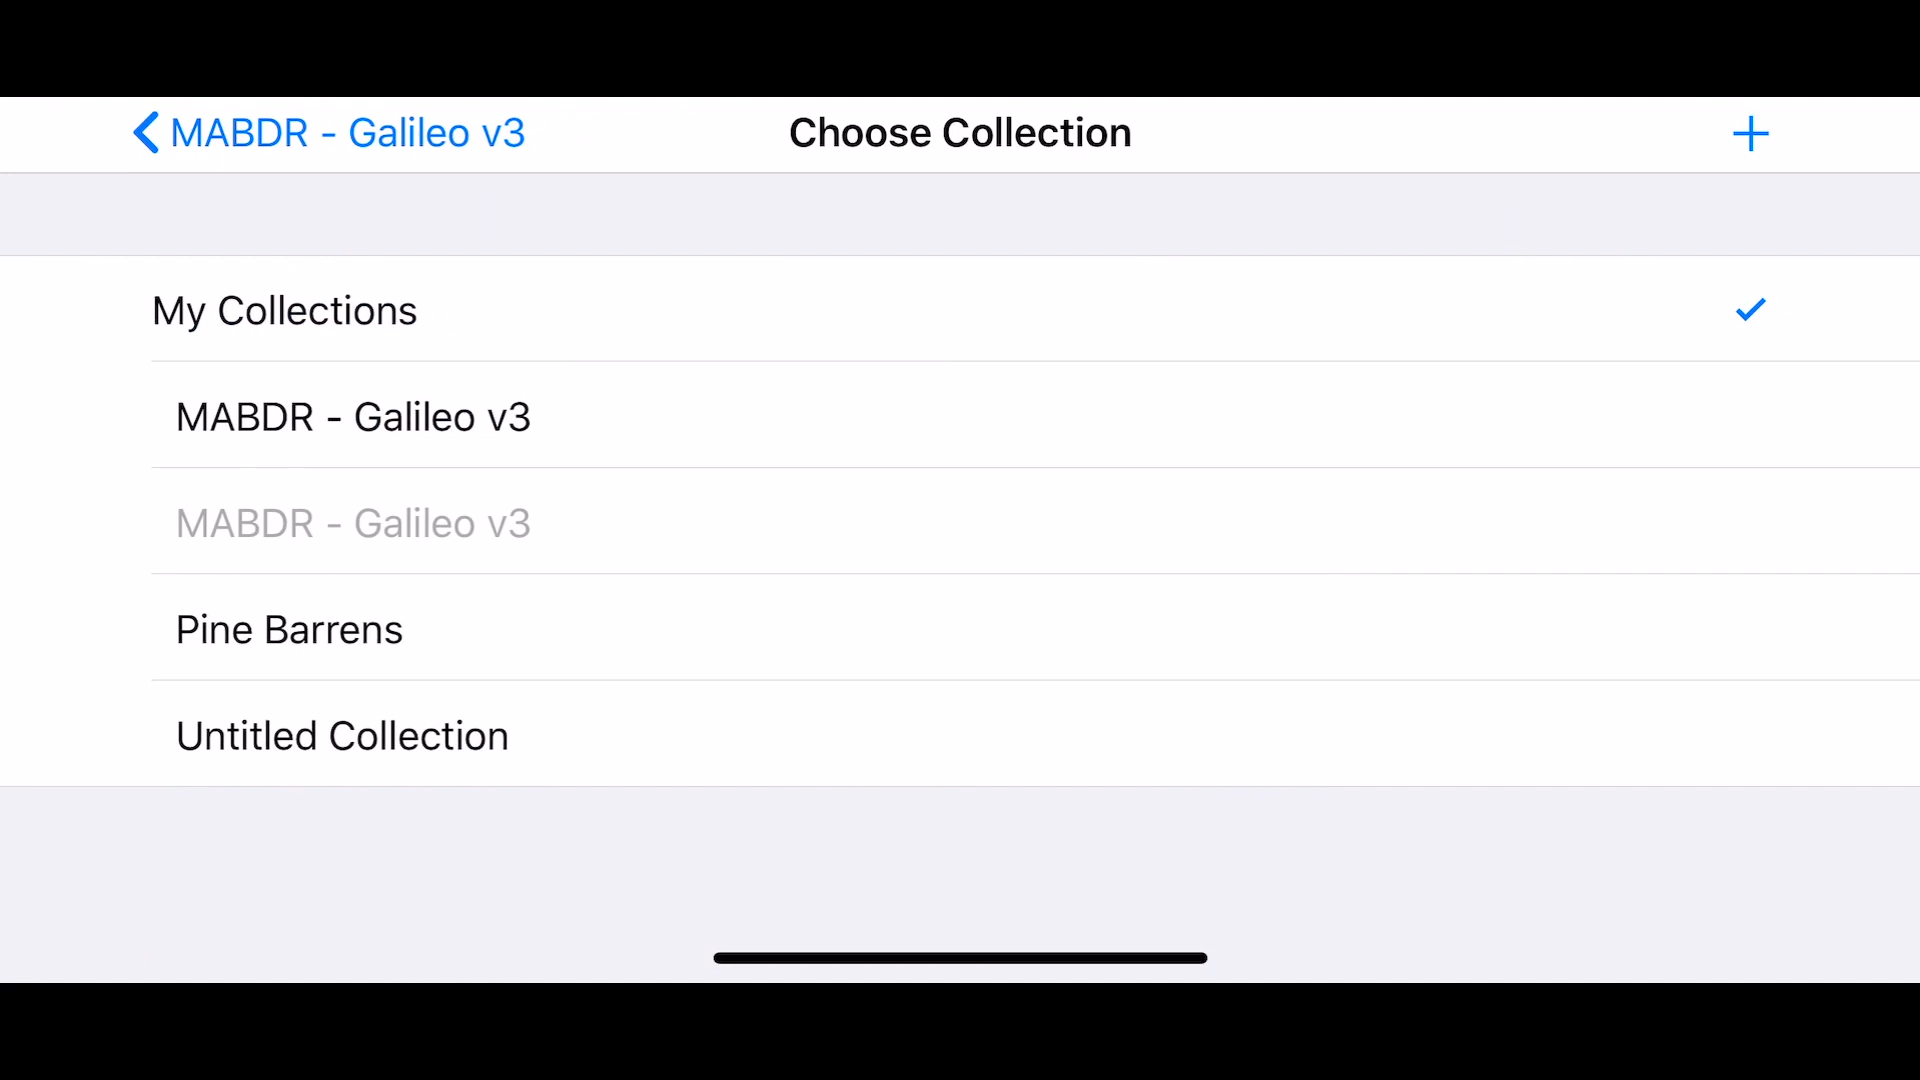 MABDR - Galileo v3
Choose Collection
My Collections
MABDR - Galileo v3
MABDR - Galileo v3
Pine Barrens
Untitled Collection